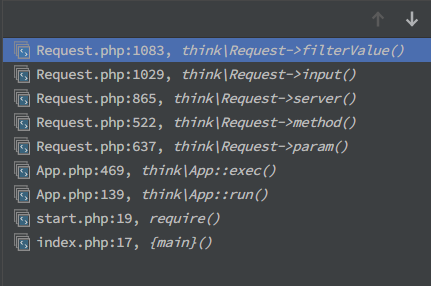 Request.php:1083, think\Request->filterValue()
Request.php:1029, think\Request->input()
Request.php:865, think\Request->server()
Request.php:522, think\Request->method()
Request.php:637, think\Request->param()
App.php:469, think\App::exec()
App.php:139, think\App::run()
start.php:19, require()
index.php:17, {main}()